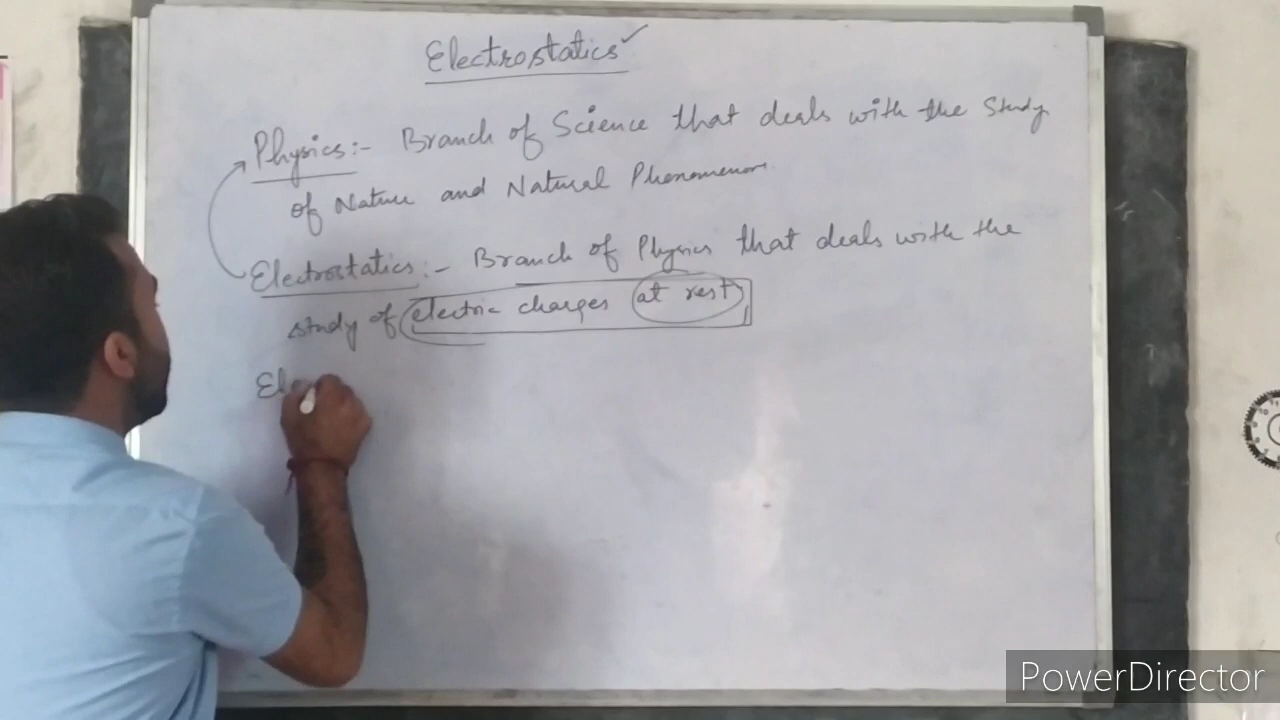 Electrostatics
Physics:- Branch of Science that deals with the Study
of Nature and Natural Phenomenon
Electrostatics:- Branch of Physics that deals with the
study of electric charges at rest
Ele
PowerDirector